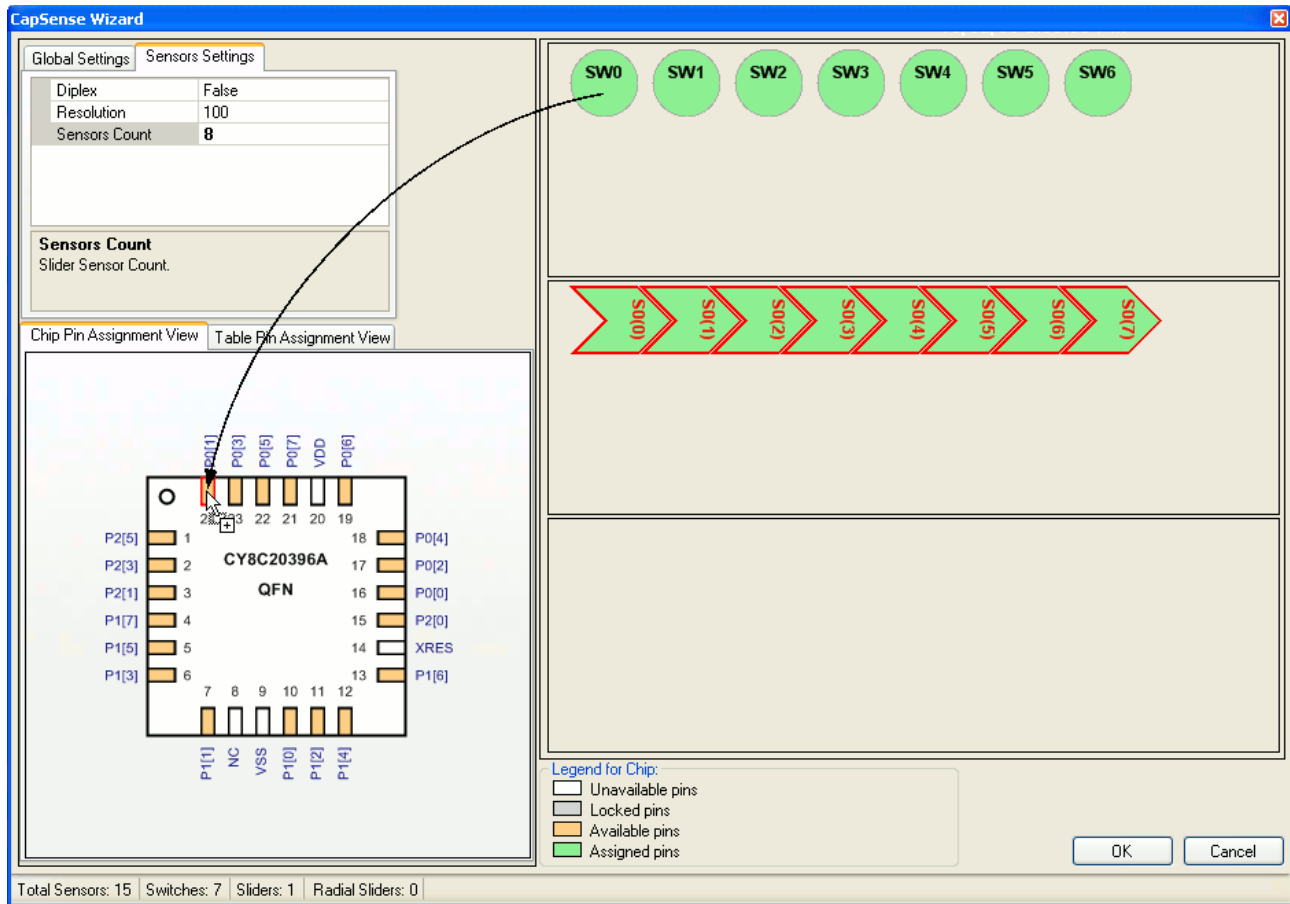 CapSense Wizard
Global Settings Sensors Settings
Diplex False
Resolution 100
Sensors Count 8
Sensors Count
Slider Sensor Count.
Chip Pin Assignment View Table Pin Assignment View
P0[1] P0[3] P0[5] P0[7] VDD P0[6]
23 22 21 20 19
P2[5] 1 18 P0[4]
P2[3] 2 CY8C20396A 17 P0[2]
P2[1] 3 QFN 16 P0[0]
P1[7] 4 15 P2[0]
P1[5] 5 14 XRES
P1[3] 6 13 P1[6]
7 8 9 10 11 12
P1[1] NC VSS P1[0] P1[2] P1[4]
SW0 SW1 SW2 SW3 SW4 SW5 SW6
S0(0) S0(1) S0(2) S0(3) S0(4) S0(5) S0(6) S0(7)
Legend for Chip:
Unavailable pins
Locked pins
Available pins
Assigned pins
OK Cancel
Total Sensors: 15 Switches: 7 Sliders: 1 Radial Sliders: 0